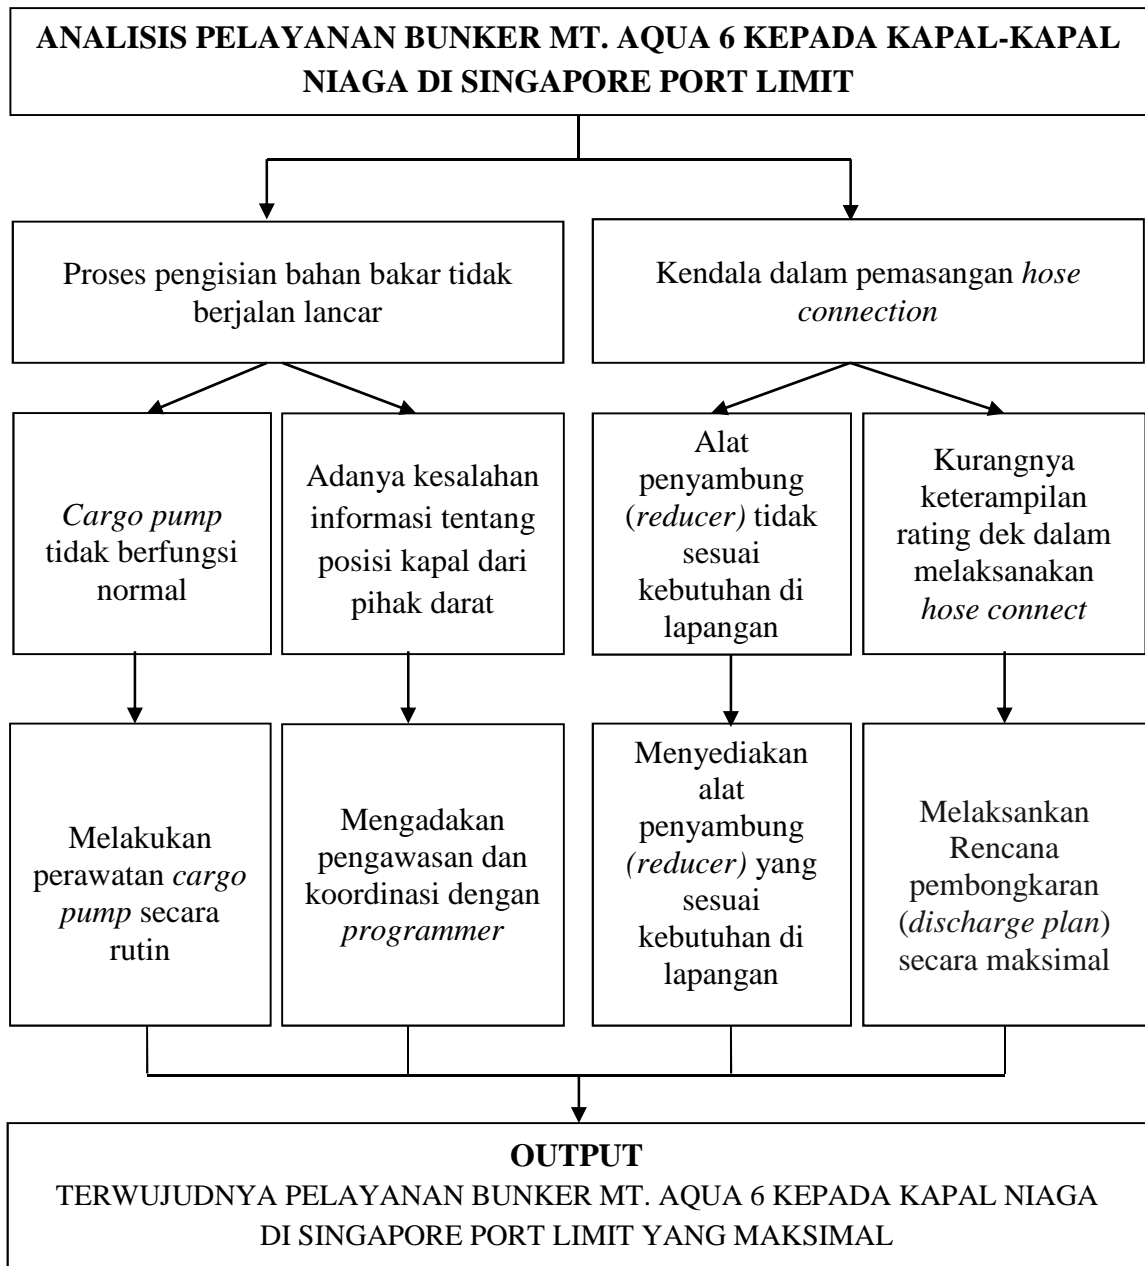 ANALISIS PELAYANAN BUNKER MT. AQUA 6 KEPADA KAPAL-KAPAL
NIAGA DI SINGAPORE PORT LIMIT
Proses pengisian bahan bakar tidak
berjalan lancar
Kendala dalam pemasangan hose
connection
Cargo pump
tidak berfungsi
normal
Adanya kesalahan
informasi tentang
posisi kapal dari
pihak darat
Alat
penyambung
(reducer) tidak
sesuai
kebutuhan di
lapangan
Kurangnya
keterampilan
rating dek dalam
melaksanakan
hose connect
Melakukan
perawatan cargo
pump secara
rutin
Mengadakan
pengawasan dan
koordinasi dengan
programmer
Menyediakan
alat
penyambung
(reducer) yang
sesuai
kebutuhan di
lapangan
Melaksankan
Rencana
pembongkaran
(discharge plan)
secara maksimal
OUTPUT
TERWUJUDNYA PELAYANAN BUNKER MT. AQUA 6 KEPADA KAPAL NIAGA
DI SINGAPORE PORT LIMIT YANG MAKSIMAL